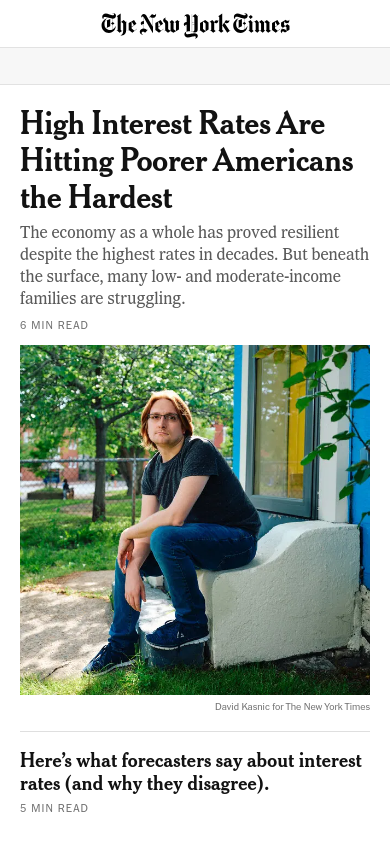 The New York Times
High Interest Rates Are
Hitting Poorer Americans
the Hardest
The economy as a whole has proved resilient
despite the highest rates in decades. But beneath
the surface, many low- and moderate-income
families are struggling.
6 MIN READ
David Kasnic for The New York Times
Here’s what forecasters say about interest
rates (and why they disagree).
5 MIN READ